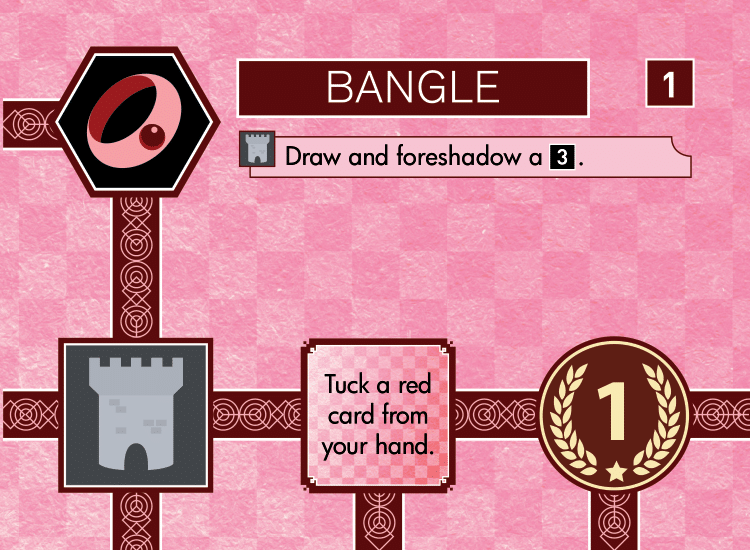 BANGLE
1
Draw and foreshadow a 3.
Tuck a red
card from
your hand.
1